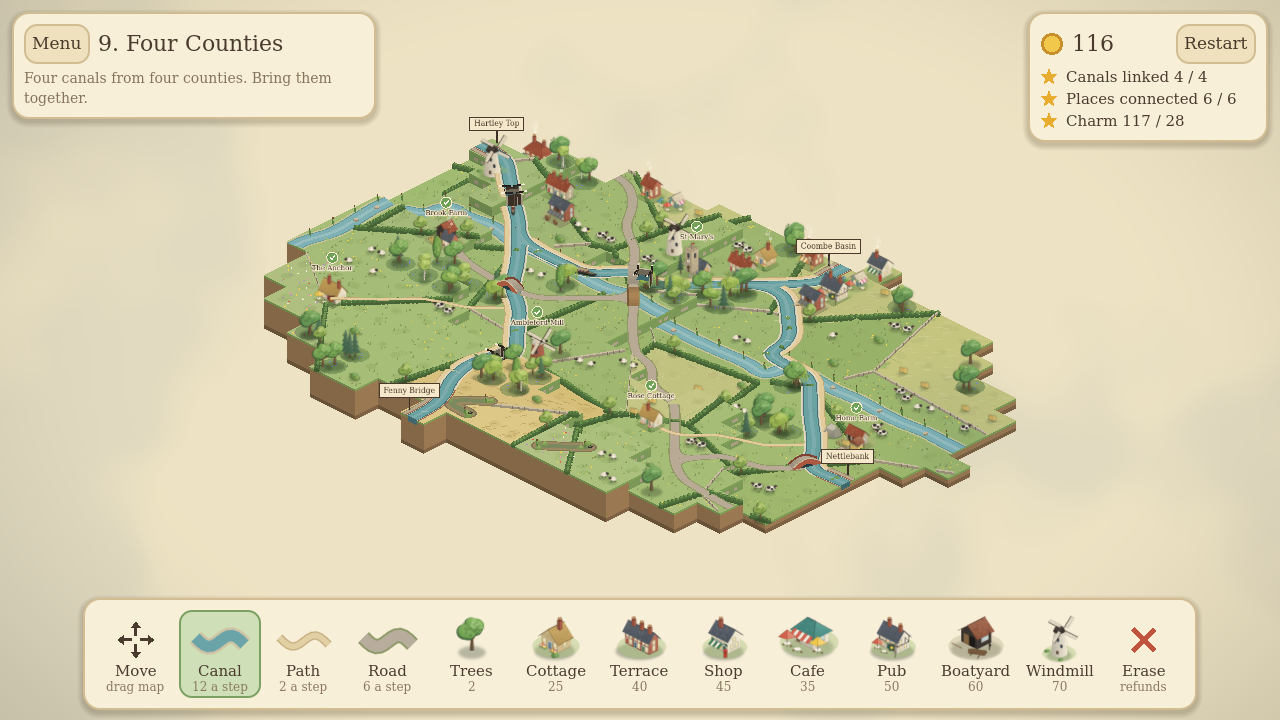 Menu
9. Four Counties
Four canals from four counties. Bring them
together.
116
Restart
Canals linked 4 / 4
Places connected 6 / 6
Charm 117 / 28
Hartley Top
Brook Farm
St Mary's
Coombe Basin
The Anchor
Ambleford Mill
Fenny Bridge
Rose Cottage
Home Farm
Nettlebank
Move
drag map
Canal
12 a step
Path
2 a step
Road
6 a step
Trees
2
Cottage
25
Terrace
40
Shop
45
Cafe
35
Pub
50
Boatyard
60
Windmill
70
Erase
refunds